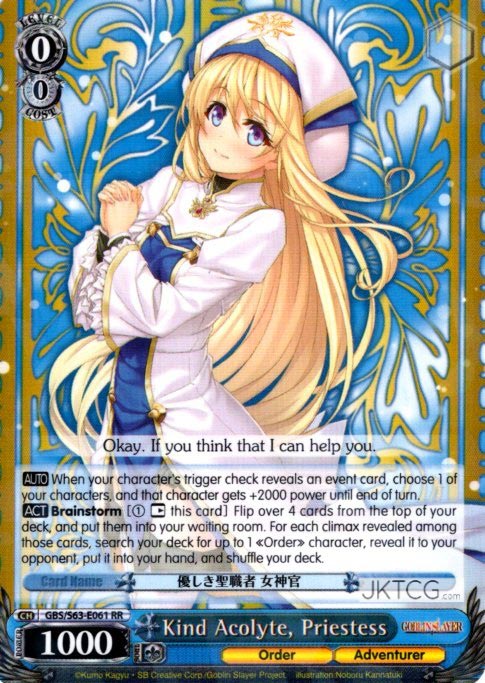 LEVEL
0
0
COST
Okay. If you think that I can help you.
AUTO When your character's trigger check reveals an event card, choose 1 of
your characters, and that character gets +2000 power until end of turn.
ACT Brainstorm [① this card] Flip over 4 cards from the top of your
deck, and put them into your waiting room. For each climax revealed among
those cards, search your deck for up to 1 «Order» character, reveal it to your
opponent, put it into your hand, and shuffle your deck.
Card Name
優しき聖職者 女神官
JKTCG.com
CH GBS/S63-E061 RR
POWER
1000
Kind Acolyte, Priestess
GOBLIN SLAYER
Order
Adventurer
©Kumo Kagyu・SB Creative Corp./Goblin Slayer Project. illustration:Noboru Kannatuki